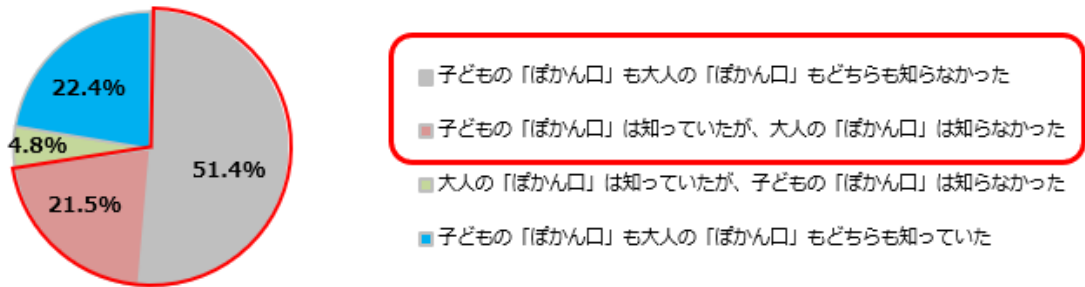 22.4%
4.8%
51.4%
21.5%
子どもの「ぽかん口」も大人の「ぽかん口」もどちらも知らなかった
子どもの「ぽかん口」は知っていたが、大人の「ぽかん口」は知らなかった
大人の「ぽかん口」は知っていたが、子どもの「ぽかん口」は知らなかった
子どもの「ぽかん口」も大人の「ぽかん口」もどちらも知っていた